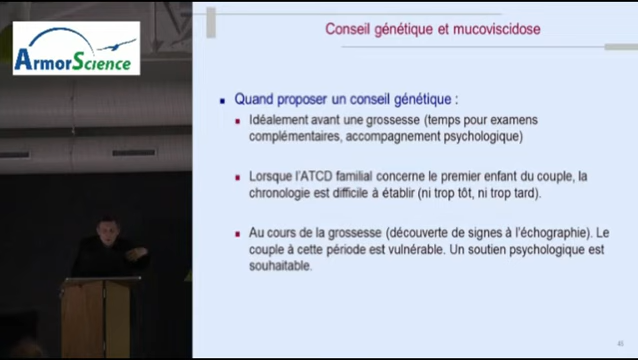 ArmorScience
Conseil génétique et mucoviscidose
Quand proposer un conseil génétique :
Idéalement avant une grossesse (temps pour examens
complémentaires, accompagnement psychologique)
Lorsque l'ATCD familial concerne le premier enfant du couple, la
chronologie est difficile à établir (ni trop tôt, ni trop tard).
Au cours de la grossesse (découverte de signes à l'échographie). Le
couple à cette période est vulnérable. Un soutien psychologique est
souhaitable.
45